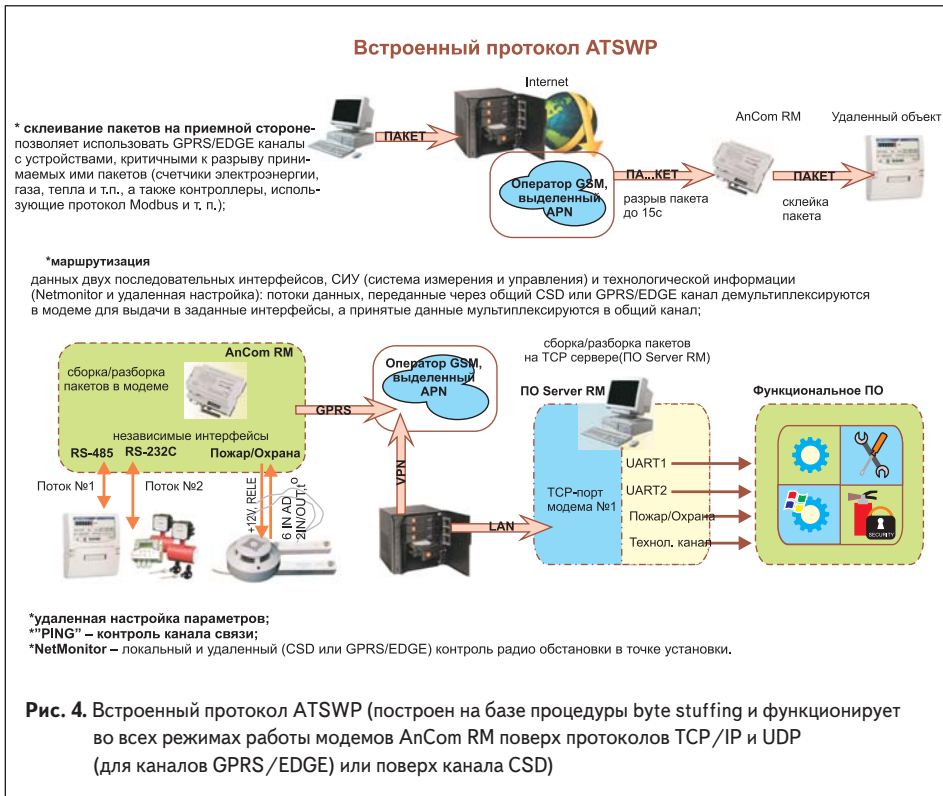 Встроенный протокол ATSWP
Internet
* склеивание пакетов на приемной стороне-
позволяет использовать GPRS/EDGE каналы
с устройствами, критичными к разрыву прини-
маемых ими пакетов (счетчики электроэнергии,
газа, тепла и т.п., а также контроллеры, исполь-
зующие протокол Modbus и т. п.);
ПАКЕТ
Оператор GSM,
выделенный
APN
ПА...КЕТ
разрыв пакета
до 15с
AnCom RM
ПАКЕТ
склейка
пакета
Удаленный объект
*маршрутизация
данных двух последовательных интерфейсов, СИУ (система измерения и управления) и технологической информации
(Netmonitor и удаленная настройка): потоки данных, переданные через общий CSD или GPRS/EDGE канал демультиплексируются
в модеме для выдачи в заданные интерфейсы, а принятые данные мультиплексируются в общий канал;
AnCom RM
сборка/разборка
пакетов в модеме
независимые интерфейсы
RS-485
RS-232C
Пожар/Охрана
Поток №1
Поток №2
+12V, RELE
6 IN AD
2IN/OUT,t°
GPRS
Оператор GSM,
выделенный
APN
VPN
LAN
сборка/разборка пакетов
на TCP сервере(ПО Server RM)
ПО Server RM
TCP-порт
модема №1
UART1
UART2
Пожар/Охрана
Технол. канал
Функциональное ПО
SECURITY
*удаленная настройка параметров;
*"PING" – контроль канала связи;
*NetMonitor – локальный и удаленный (CSD или GPRS/EDGE) контроль радио обстановки в точке установки.
Рис. 4. Встроенный протокол ATSWP (построен на базе процедуры byte stuffing и функционирует
во всех режимах работы модемов AnCom RM поверх протоколов TCP/IP и UDP
(для каналов GPRS/EDGE) или поверх канала CSD)